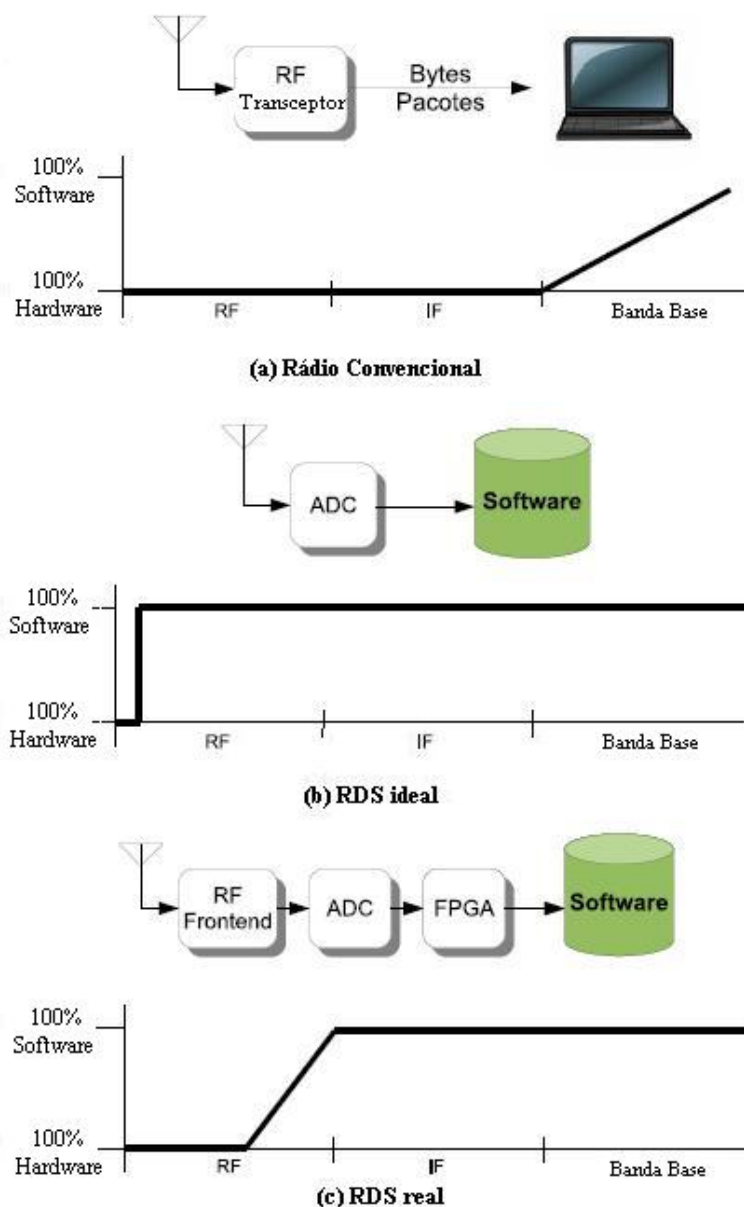 RF
Transceptor
Bytes
Pacotes
100%
Software
100%
Hardware
RF
IF
Banda Base
(a) Rádio Convencional
ADC
Software
100%
Software
100%
Hardware
RF
IF
Banda Base
(b) RDS ideal
RF
Frontend
ADC
FPGA
Software
100%
Software
100%
Hardware
RF
IF
Banda Base
(c) RDS real